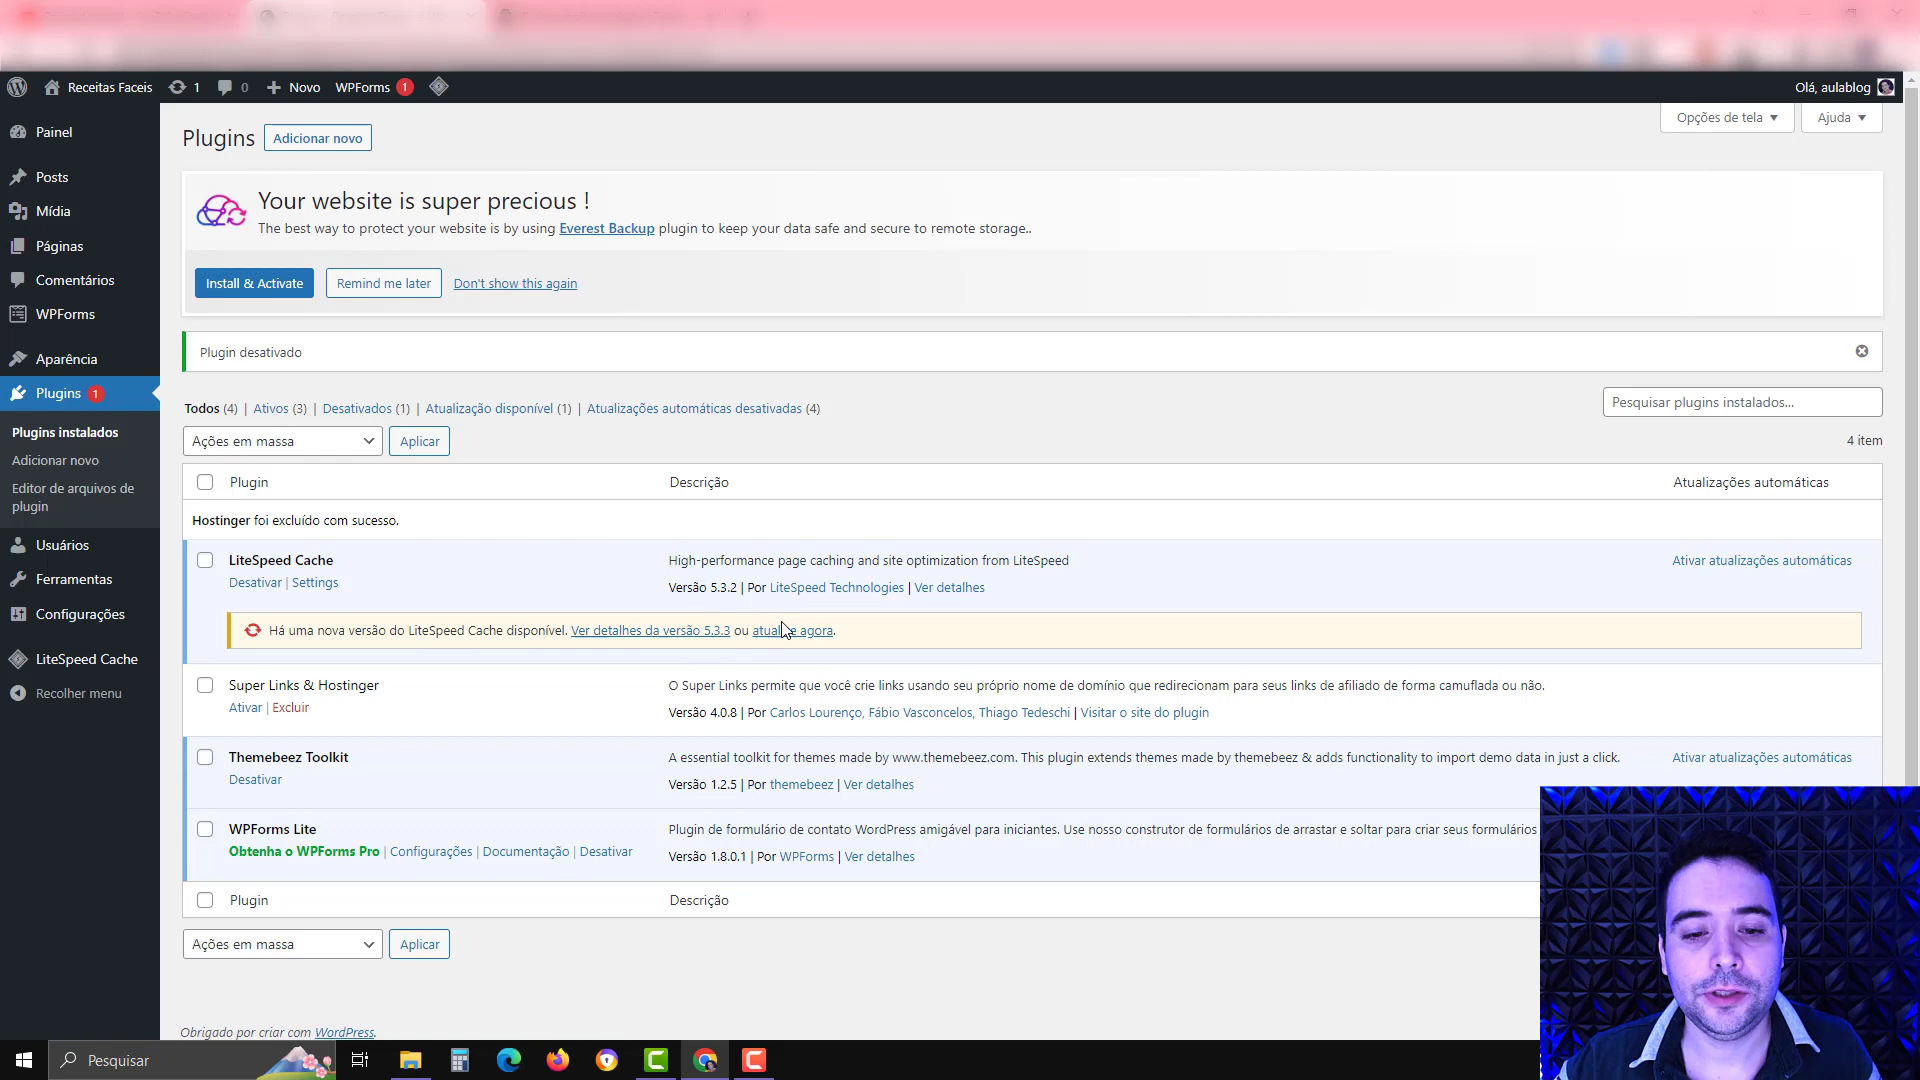 Receitas Faceis
1
0
Novo
WPForms
1
Olá, aulablog
Painel
Posts
Mídia
Páginas
Comentários
WPForms
Aparência
Plugins
1
Plugins instalados
Adicionar novo
Editor de arquivos de
plugin
Usuários
Ferramentas
Configurações
LiteSpeed Cache
Recolher menu
Opções de tela
Ajuda
Plugins
Adicionar novo
Your website is super precious !
The best way to protect your website is by using Everest Backup plugin to keep your data safe and secure to remote storage..
Install & Activate
Remind me later
Don't show this again
Plugin desativado
Todos (4) | Ativos (3) | Desativados (1) | Atualização disponível (1) | Atualizações automáticas desativadas (4)
Pesquisar plugins instalados...
Ações em massa
Aplicar
4 item
Plugin
Descrição
Atualizações automáticas
Hostinger foi excluído com sucesso.
LiteSpeed Cache
High-performance page caching and site optimization from LiteSpeed
Ativar atualizações automáticas
Desativar | Settings
Versão 5.3.2 | Por LiteSpeed Technologies | Ver detalhes
Há uma nova versão do LiteSpeed Cache disponível. Ver detalhes da versão 5.3.3 ou atualize agora.
Super Links & Hostinger
O Super Links permite que você crie links usando seu próprio nome de domínio que redirecionam para seus links de afiliado de forma camuflada ou não.
Ativar | Excluir
Versão 4.0.8 | Por Carlos Lourenço, Fábio Vasconcelos, Thiago Tedeschi | Visitar o site do plugin
Themebeez Toolkit
A essential toolkit for themes made by www.themebeez.com. This plugin extends themes made by themebeez & adds functionality to import demo data in just a click.
Ativar atualizações automáticas
Desativar
Versão 1.2.5 | Por themebeez | Ver detalhes
WPForms Lite
Plugin de formulário de contato WordPress amigável para iniciantes. Use nosso construtor de formulários de arrastar e soltar para criar seus formulários
Obtenha o WPForms Pro | Configurações | Documentação | Desativar
Versão 1.8.0.1 | Por WPForms | Ver detalhes
Plugin
Descrição
Ações em massa
Aplicar
Obrigado por criar com WordPress.
Pesquisar